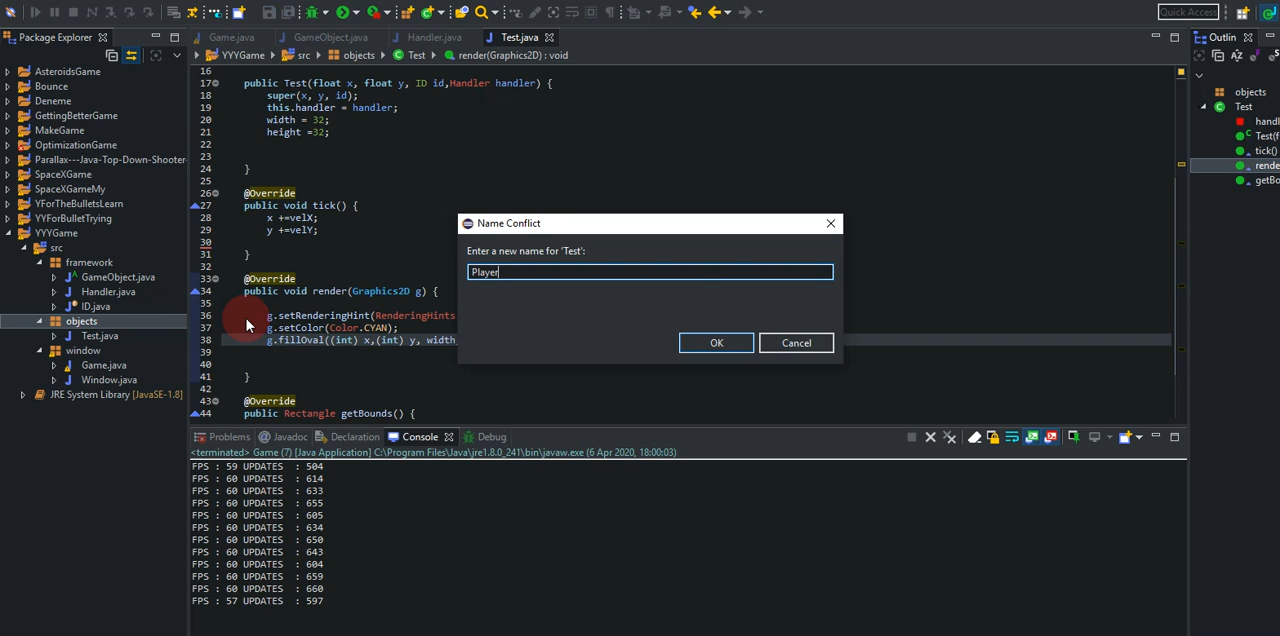 Quick Access
Package Explorer
Game.java
GameObject.java
Handler.java
Test.java
Outlin
YYYGame
src
objects
Test
render(Graphics2D) : void
AsteroidsGame
Bounce
Deneme
GettingBetterGame
MakeGame
OptimizationGame
Parallax---Java-Top-Down-Shooter-
SpaceXGame
SpaceXGameMy
YForTheBulletsLearn
YYForBulletTrying
YYYGame
src
framework
GameObject.java
Handler.java
ID.java
objects
Test.java
window
Game.java
Window.java
JRE System Library [JavaSE-1.8]
16
17 public Test(float x, float y, ID id,Handler handler) {
18 super(x, y, id);
19 this.handler = handler;
20 width = 32;
21 height =32;
22
23
24 }
25
26 @Override
27 public void tick() {
28 x +=velX;
29 y +=velY;
30
31 }
32
33 @Override
34 public void render(Graphics2D g) {
35
36 g.setRenderingHint(RenderingHints
37 g.setColor(Color.CYAN);
38 g.fillOval((int) x,(int) y, width
39
40
41 }
42
43 @Override
44 public Rectangle getBounds() {
Name Conflict
Enter a new name for 'Test':
Player
OK
Cancel
objects
Test
handl
Test(f
tick()
rende
getBo
Problems
Javadoc
Declaration
Console
Debug
<terminated> Game (7) [Java Application] C:\Program Files\Java\jre1.8.0_241\bin\javaw.exe (6 Apr 2020, 18:00:03)
FPS : 59 UPDATES : 504
FPS : 60 UPDATES : 614
FPS : 60 UPDATES : 633
FPS : 60 UPDATES : 655
FPS : 60 UPDATES : 605
FPS : 60 UPDATES : 634
FPS : 60 UPDATES : 650
FPS : 60 UPDATES : 643
FPS : 60 UPDATES : 604
FPS : 60 UPDATES : 659
FPS : 60 UPDATES : 660
FPS : 57 UPDATES : 597